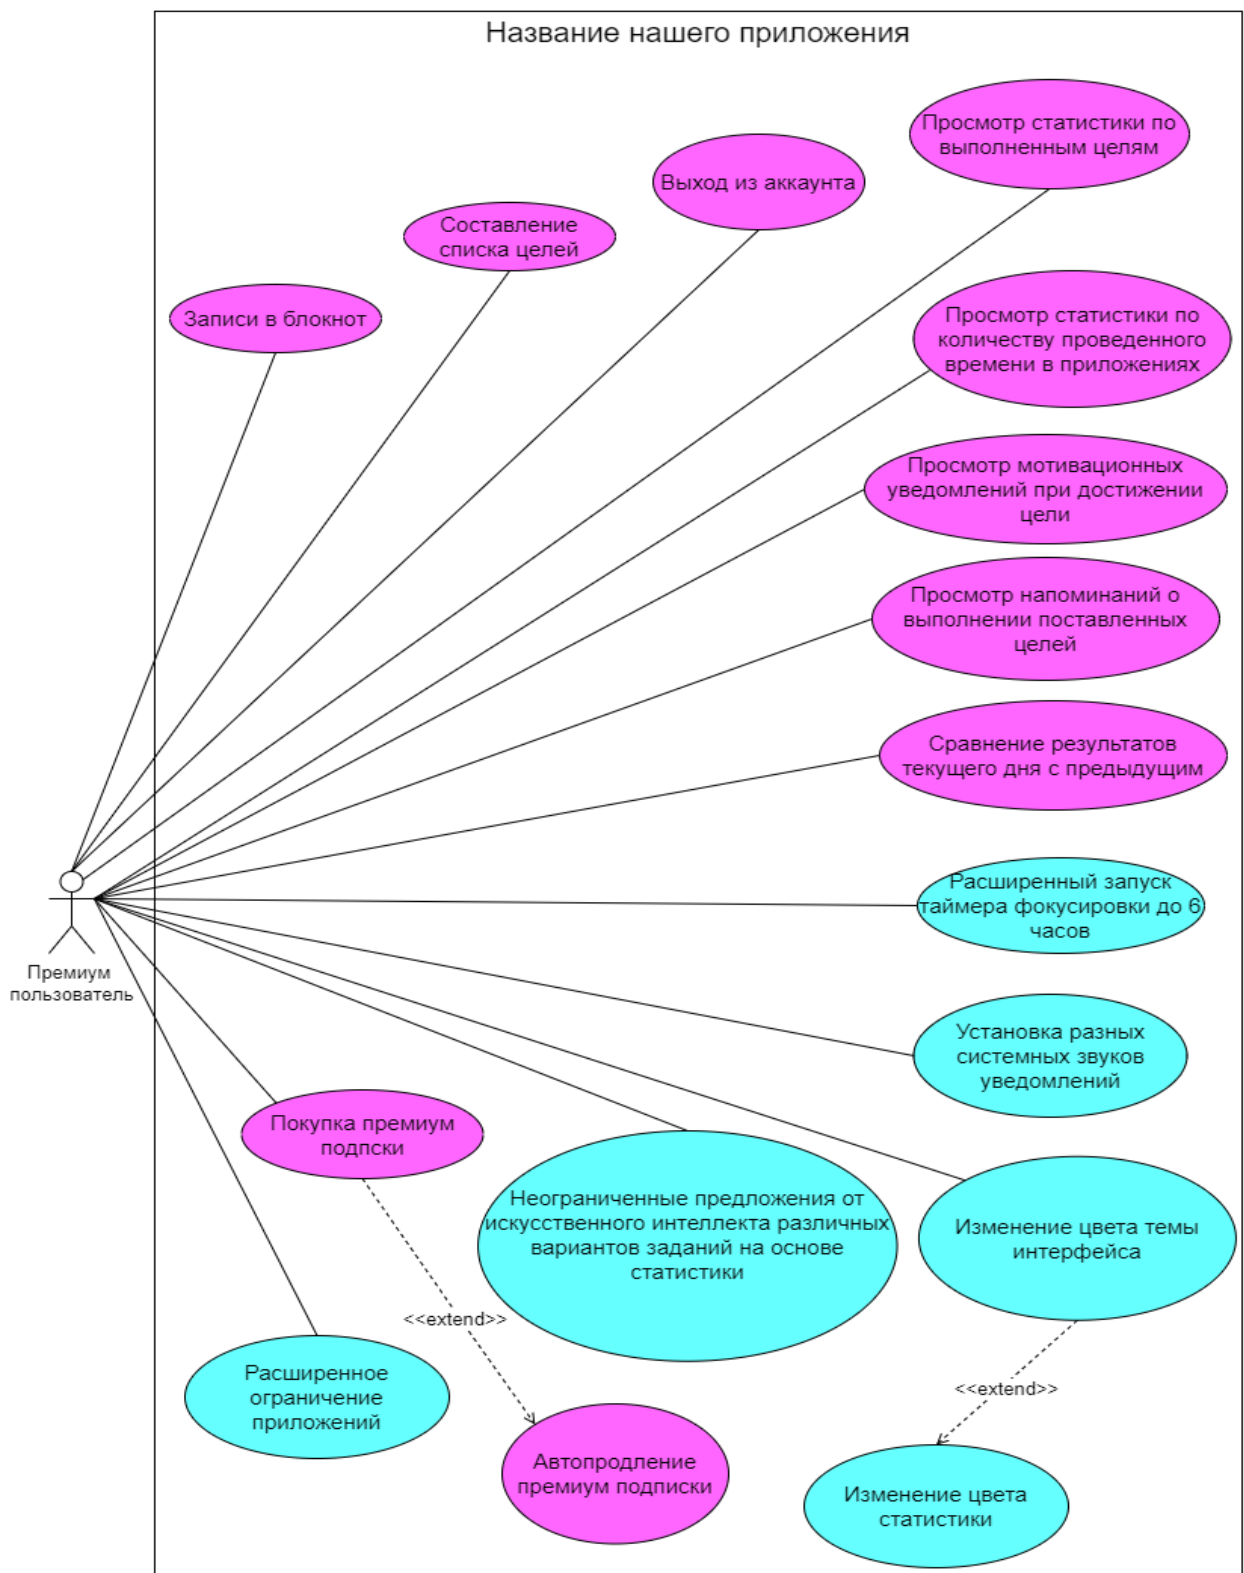 Название нашего приложения
Просмотр статистики по
выполненным целям
Выход из аккаунта
Составление
списка целей
Записи в блокнот
Просмотр статистики по
количеству проведенного
времени в приложениях
Просмотр мотивационных
уведомлений при достижении
цели
Просмотр напоминаний о
выполнении поставленных
целей
Сравнение результатов
текущего дня с предыдущим
Расширенный запуск
таймера фокусировки до 6
часов
Премиум
пользователь
Установка разных
системных звуков
уведомлений
Покупка премиум
подпски
Неограниченные предложения от
искусственного интеллекта различных
вариантов заданий на основе
статистики
Изменение цвета темы
интерфейса
<<extend>>
Расширенное
ограничение
приложений
<<extend>>
Автопродление
премиум подписки
Изменение цвета
статистики